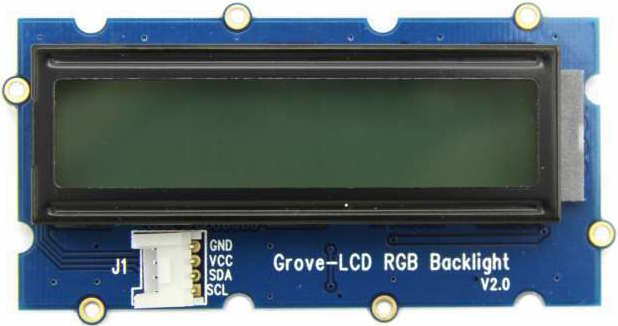 J1
GND
VCC
SDA
SCL
Grove-LCD RGB Backlight
V2.0